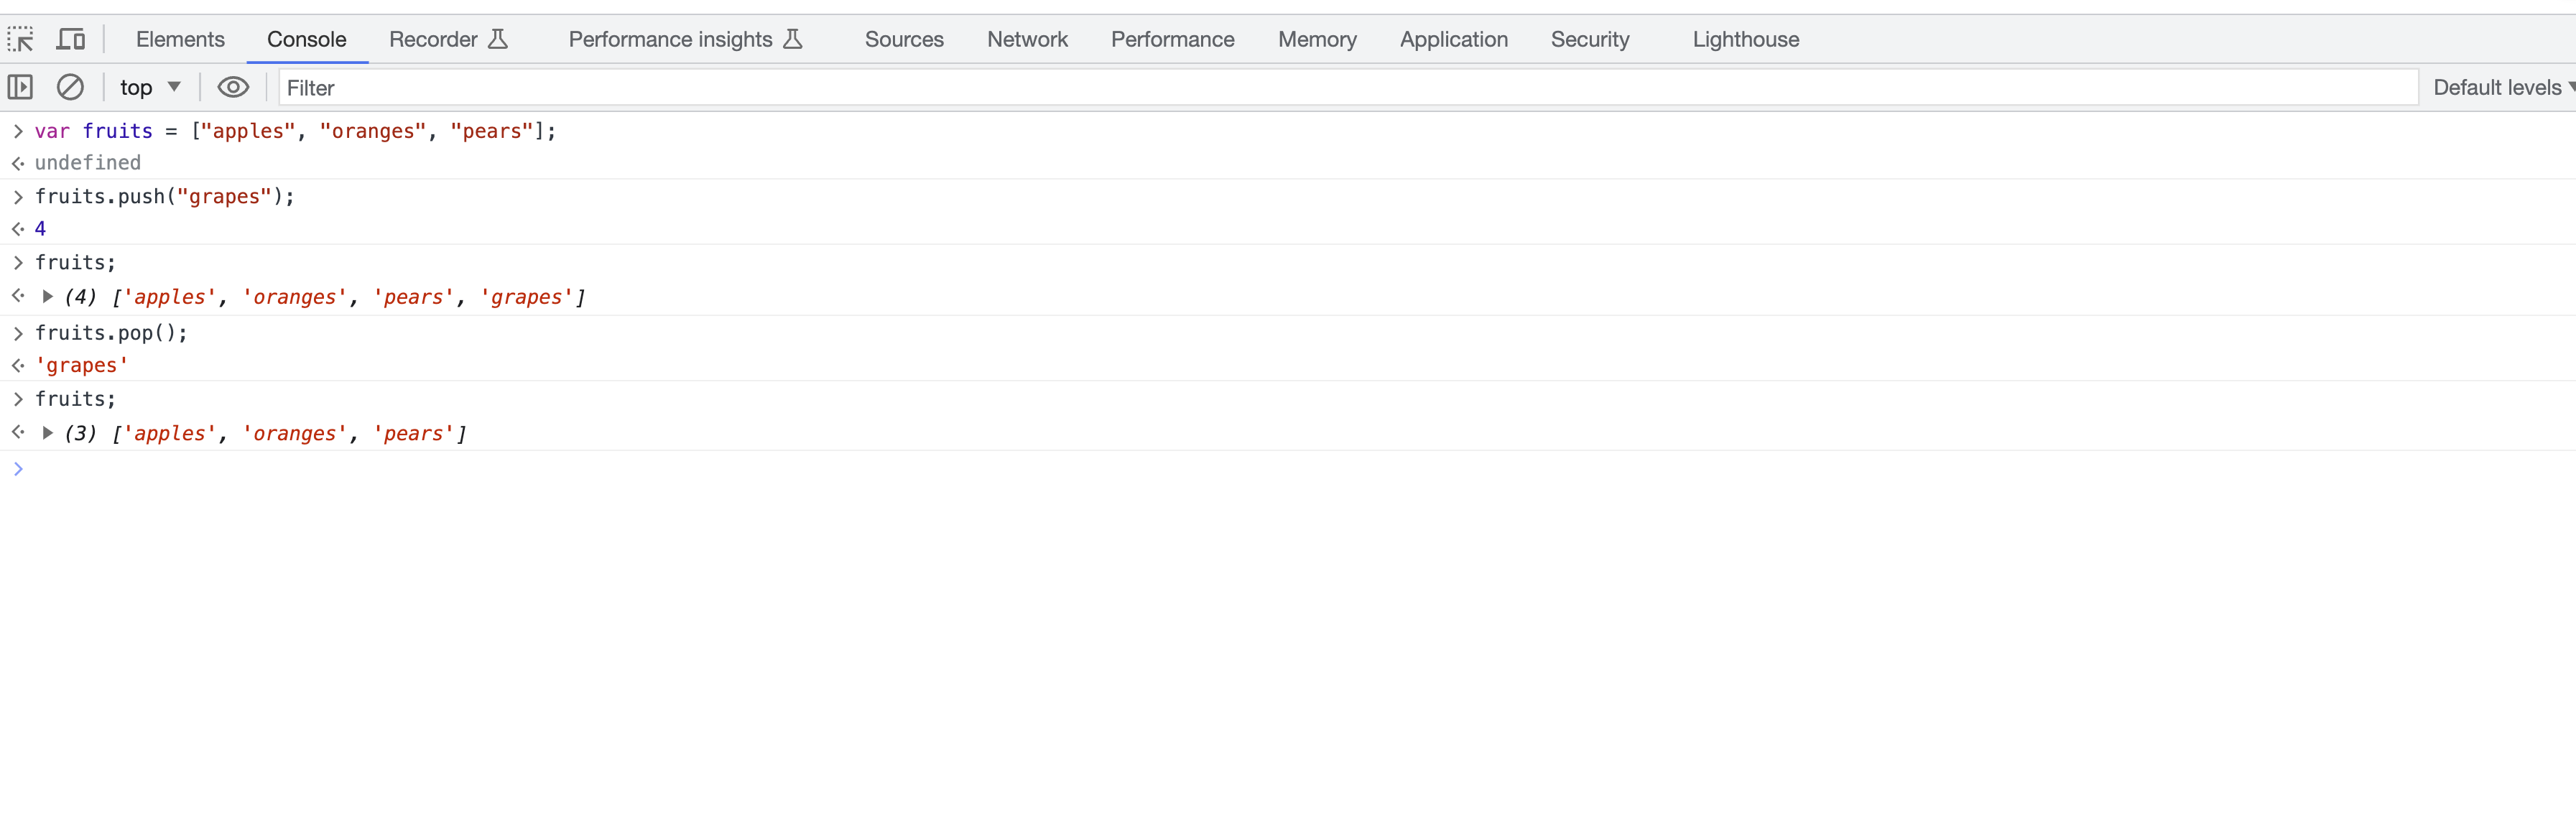 Elements Console Recorder Performance insights Sources Network Performance Memory Application Security Lighthouse
top Filter Default levels
> var fruits = ["apples", "oranges", "pears"];
undefined
> fruits.push("grapes");
4
> fruits;
(4) ['apples', 'oranges', 'pears', 'grapes']
> fruits.pop();
'grapes'
> fruits;
(3) ['apples', 'oranges', 'pears']
>